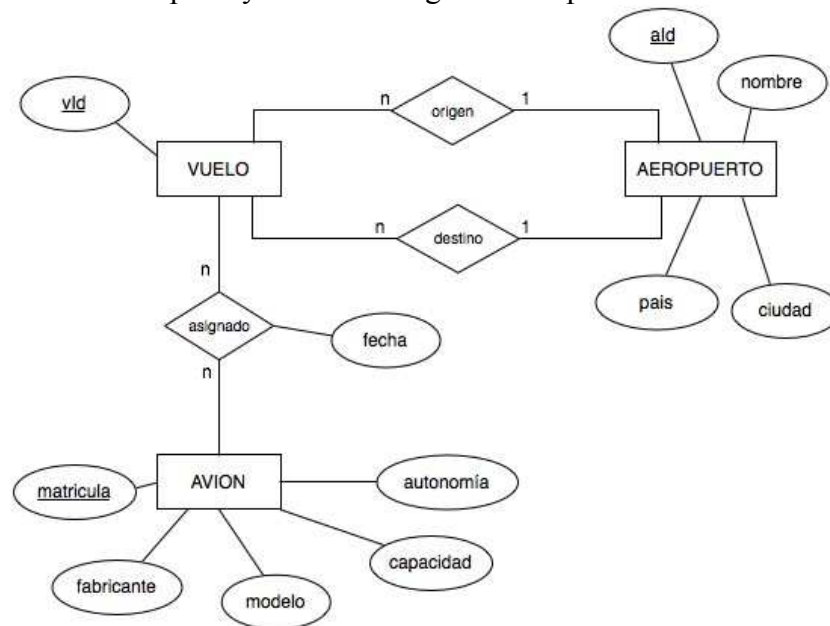 aId
nombre
vId
n
origen
1
VUELO
AEROPUERTO
n
destino
1
n
pais
ciudad
asignado
fecha
n
matricula
AVION
autonomía
capacidad
fabricante
modelo